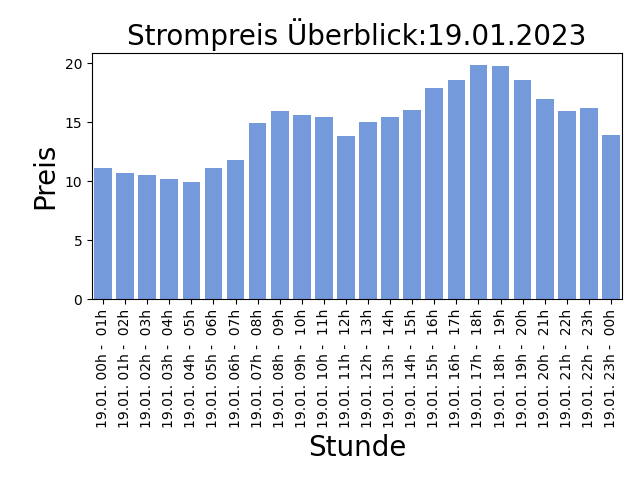 Strompreis Überblick:19.01.2023
Preis
20
15
10
5
0
19.01. 00h - 01h
19.01. 01h - 02h
19.01. 02h - 03h
19.01. 03h - 04h
19.01. 04h - 05h
19.01. 05h - 06h
19.01. 06h - 07h
19.01. 07h - 08h
19.01. 08h - 09h
19.01. 09h - 10h
19.01. 10h - 11h
19.01. 11h - 12h
19.01. 12h - 13h
19.01. 13h - 14h
19.01. 14h - 15h
19.01. 15h - 16h
19.01. 16h - 17h
19.01. 17h - 18h
19.01. 18h - 19h
19.01. 19h - 20h
19.01. 20h - 21h
19.01. 21h - 22h
19.01. 22h - 23h
19.01. 23h - 00h
Stunde